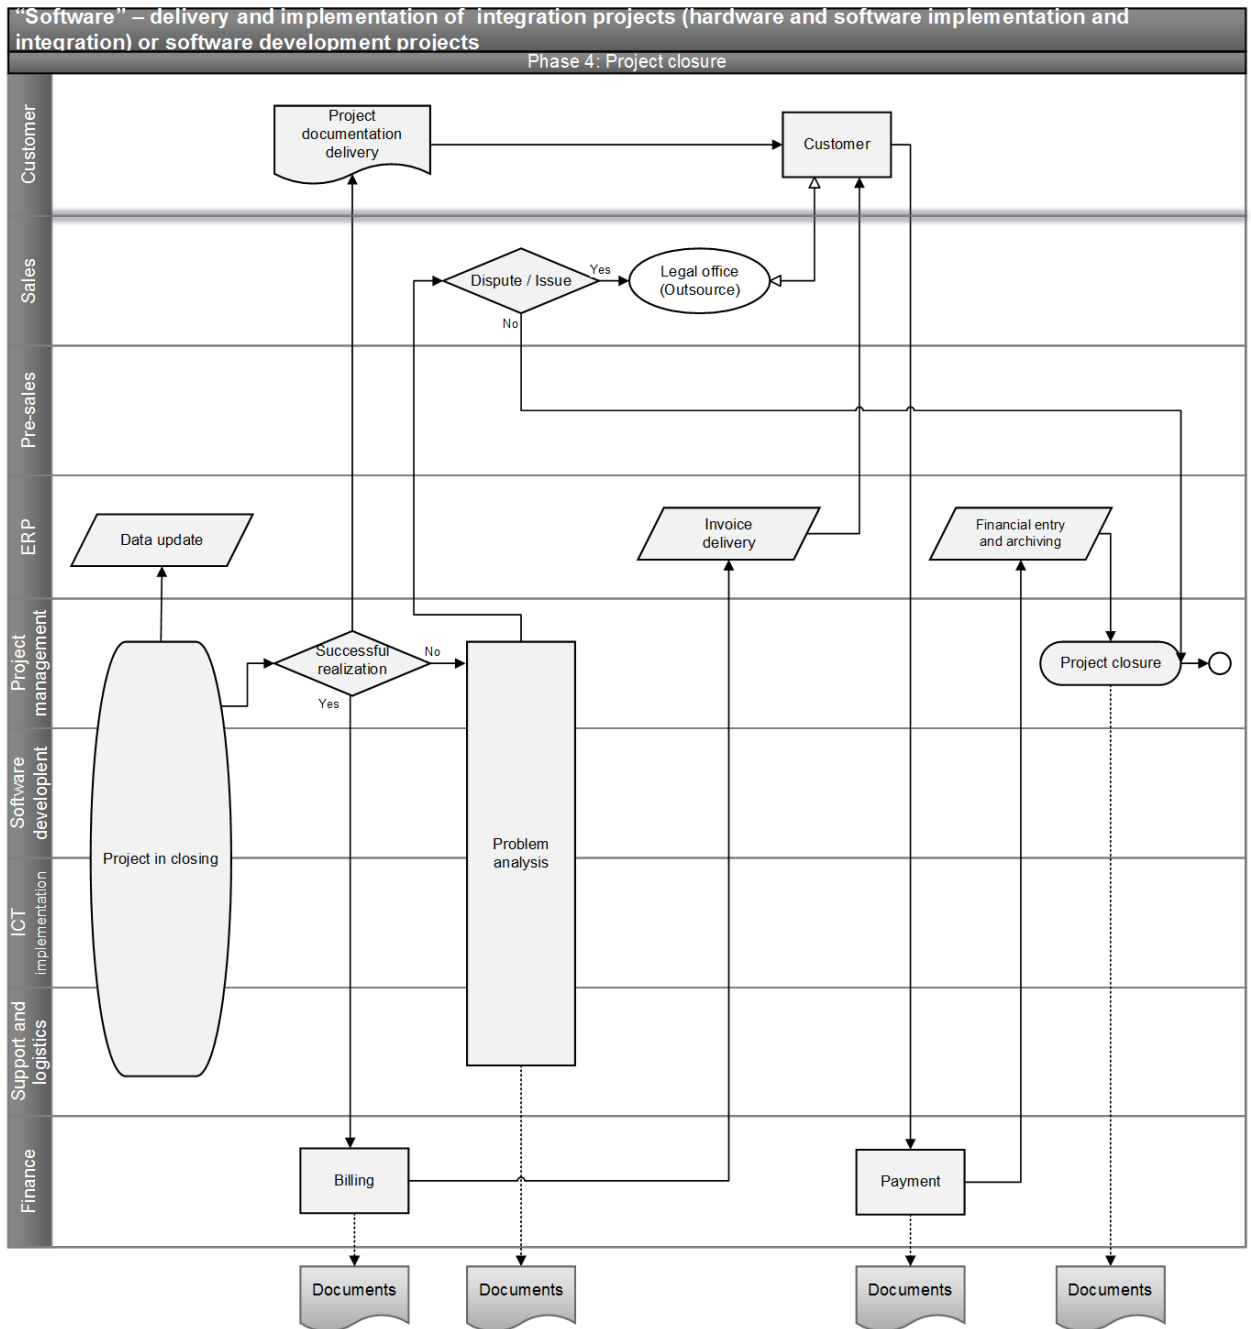 “Software” – delivery and implementation of integration projects (hardware and software implementation and
integration) or software development projects
Phase 4: Project closure
Customer
Project
documentation
delivery
Customer
Sales
Dispute / Issue
Yes
No
Legal office
(Outsource)
Pre-sales
ERP
Data update
Invoice
delivery
Financial entry
and archiving
Project
management
Successful
realization
No
Yes
Project closure
Software
developlent
Project in closing
Problem
analysis
ICT
implementation
Support and
logistics
Finance
Billing
Payment
Documents
Documents
Documents
Documents